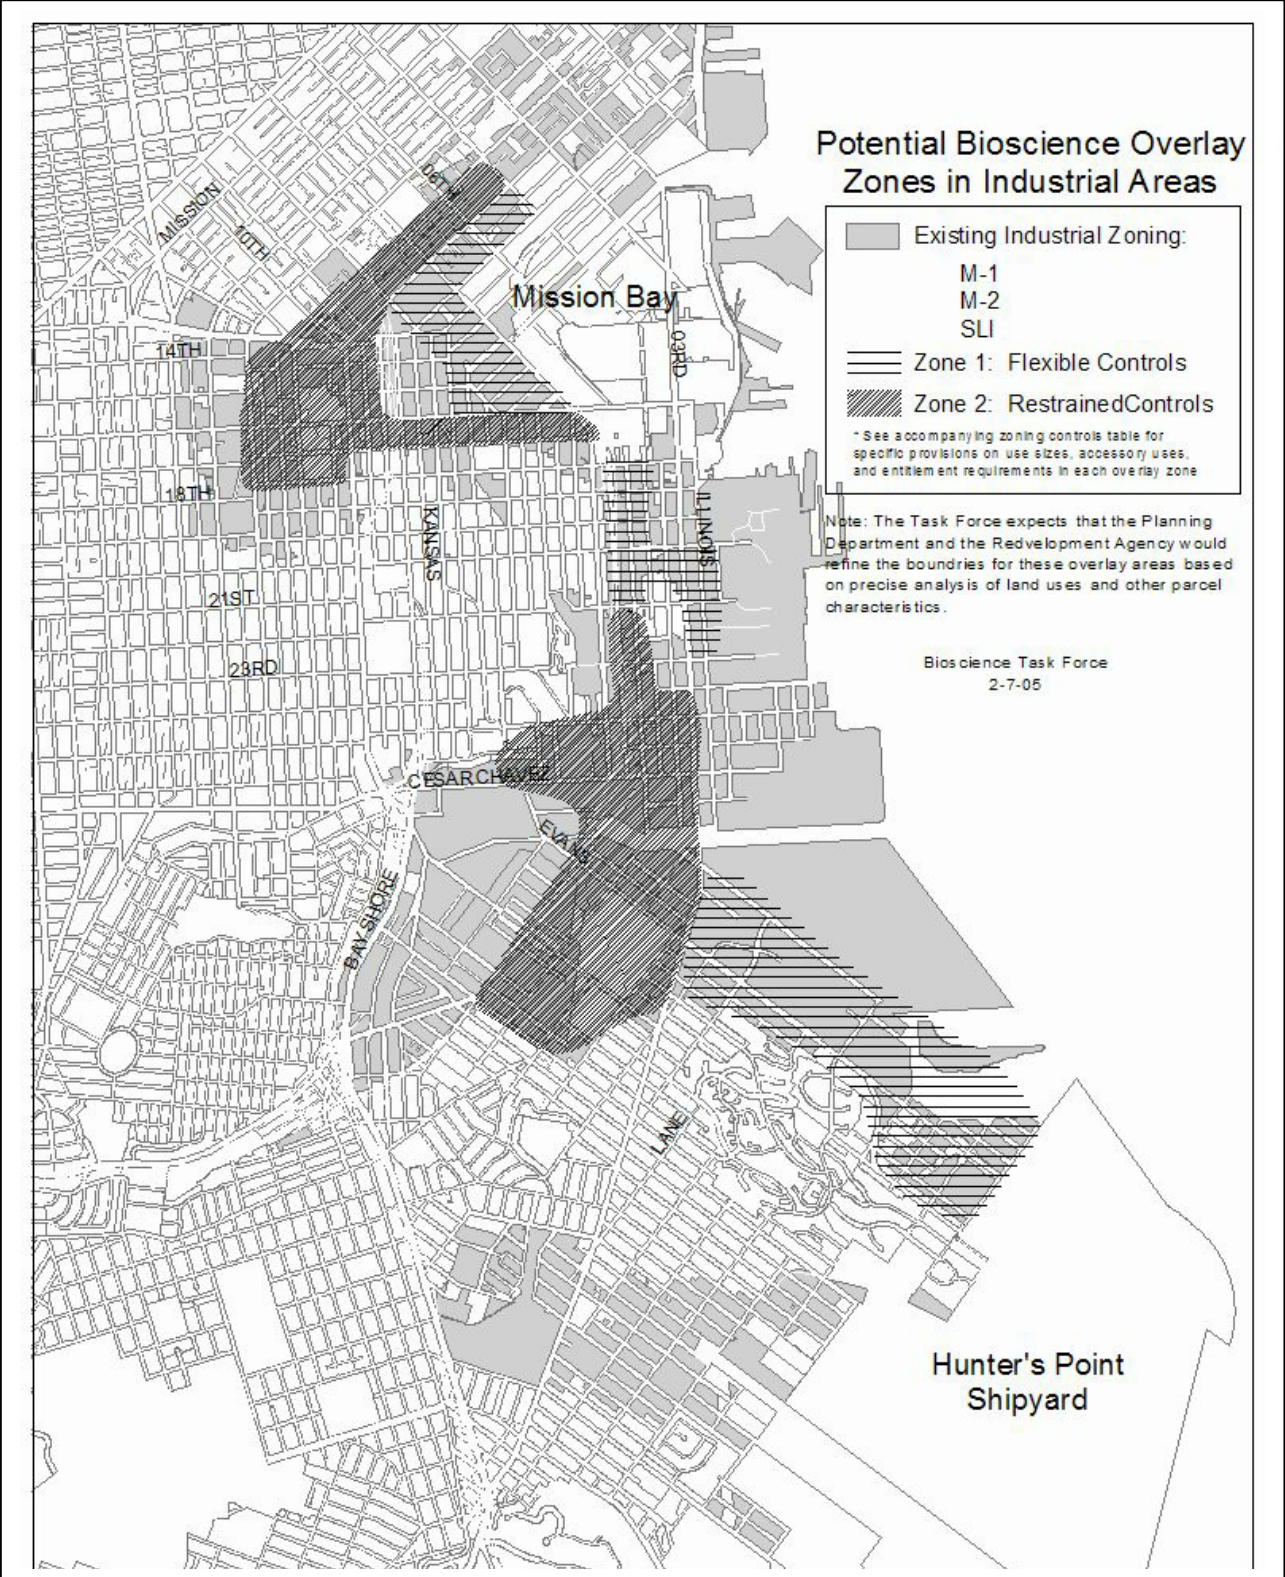 Potential Bioscience Overlay
Zones in Industrial Areas
Existing Industrial Zoning:
M-1
M-2
SLI
Zone 1: Flexible Controls
Zone 2: RestrainedControls
* See accompanying zoning controls table for
specific provisions on use sizes, accessory uses,
and entitlement requirements in each overlay zone
Note: The Task Force expects that the Planning
Department and the Redvelopment Agency would
refine the boundries for these overlay areas based
on precise analysis of land uses and other parcel
characteristics.
Bioscience Task Force
2-7-05
06TH
MISSION
10TH
Mission Bay
03RD
14TH
18TH
KANSAS
ILLINOIS
21ST
23RD
CESAR CHAVEZ
EVANS
BAYSHORE
LANE
Hunter's Point
Shipyard